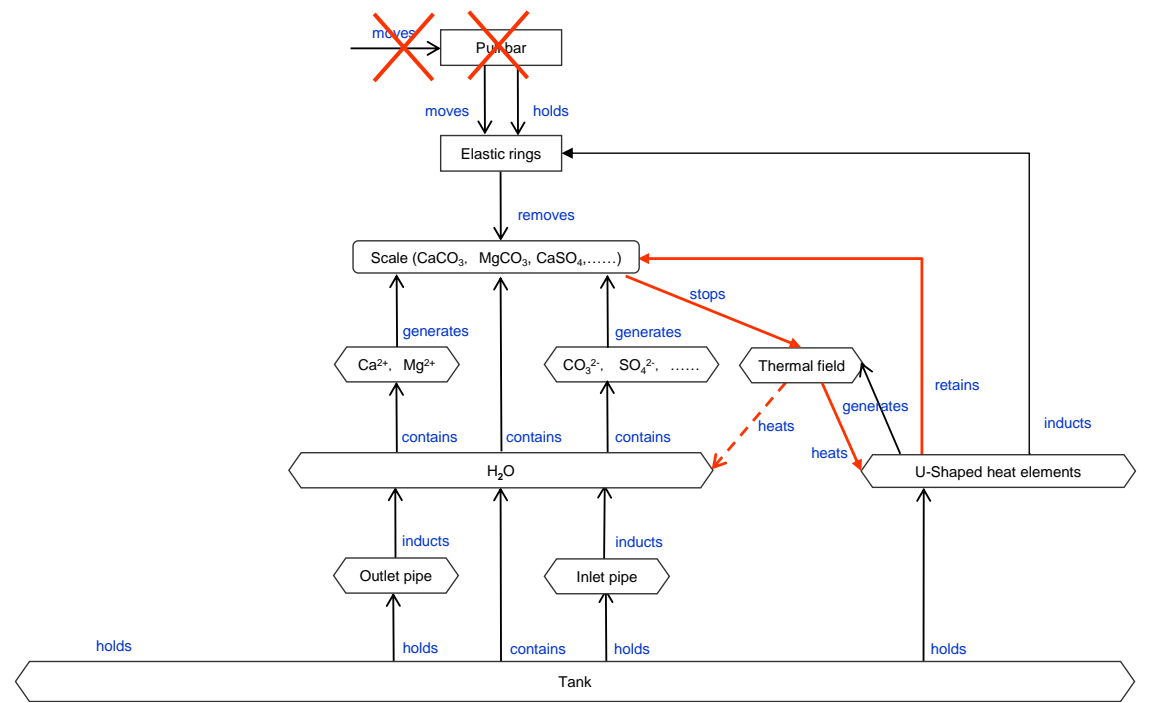 moves
Pull bar
moves
holds
Elastic rings
removes
Scale (CaCO₃, MgCO₃, CaSO₄,……)
stops
generates
generates
Ca²⁺, Mg²⁺
CO₃²⁻, SO₄²⁻, ……
Thermal field
retains
generates
inducts
heats
contains
contains
contains
heats
H₂O
U-Shaped heat elements
inducts
inducts
Outlet pipe
Inlet pipe
holds
holds
contains
holds
holds
Tank